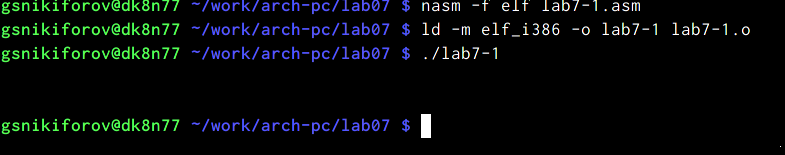 gsnikiforov@dk8n77 ~/work/arch-pc/lab07 $ nasm -f elf lab7-1.asm
gsnikiforov@dk8n77 ~/work/arch-pc/lab07 $ ld -m elf_i386 -o lab7-1 lab7-1.o
gsnikiforov@dk8n77 ~/work/arch-pc/lab07 $ ./lab7-1
gsnikiforov@dk8n77 ~/work/arch-pc/lab07 $